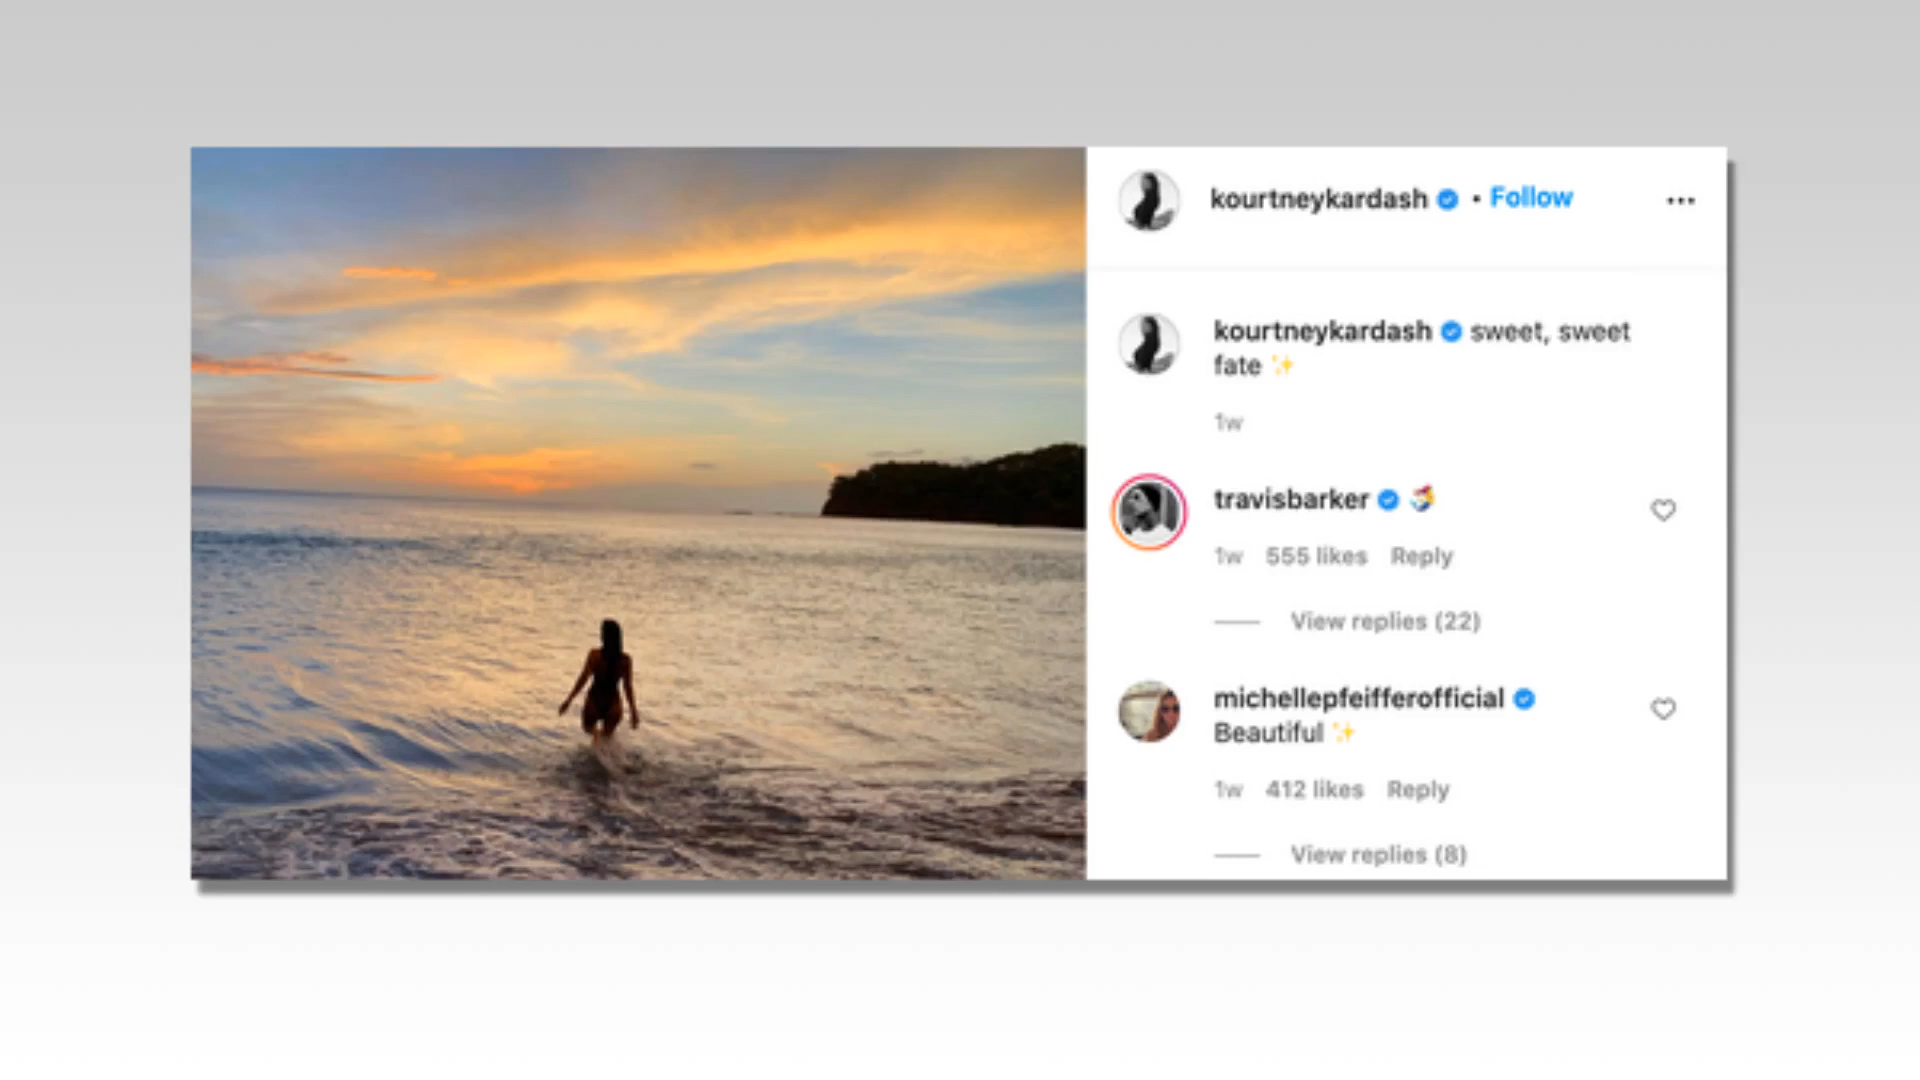 kourtneykardash • Follow
kourtneykardash sweet, sweet
fate ✨
1w
travisbarker 🧜‍♀️
1w 555 likes Reply
View replies (22)
michellepfeifferofficial
Beautiful ✨
1w 412 likes Reply
View replies (8)